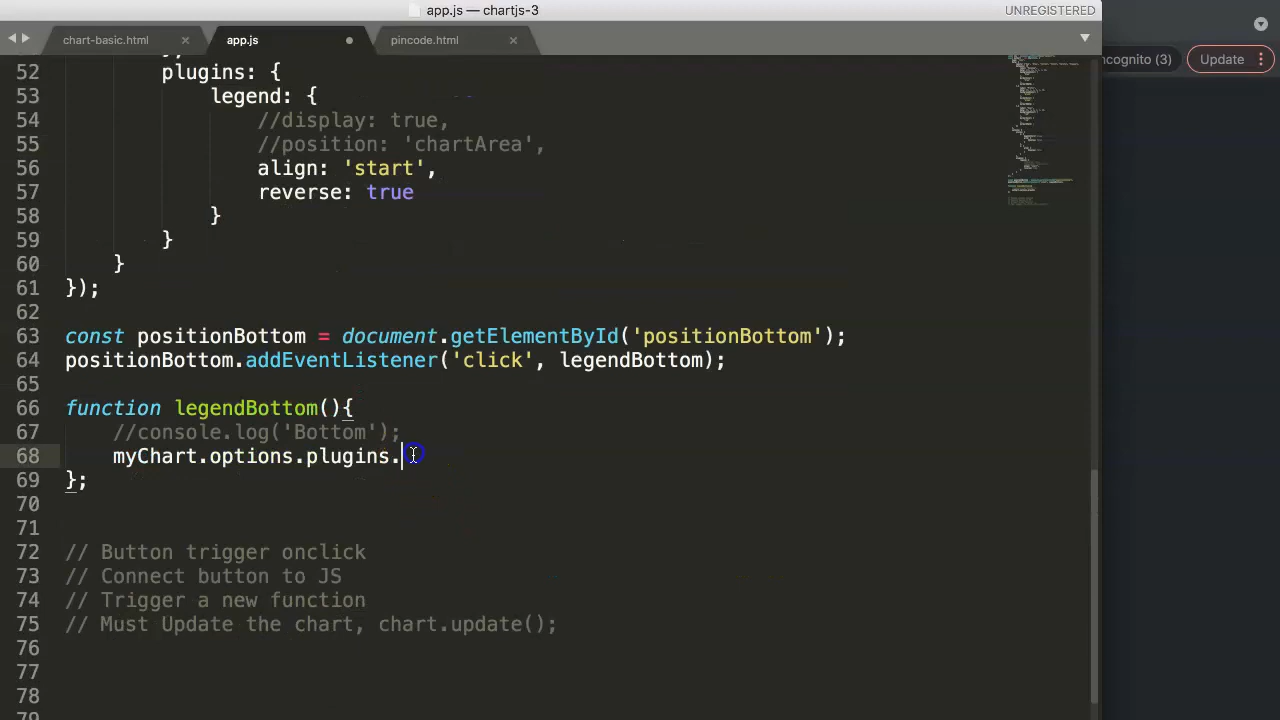 app.js — chartjs-3
UNREGISTERED
chart-basic.html
app.js
pincode.html
ncognito (3)
Update
52 plugins: {
53 legend: {
54 //display: true,
55 //position: 'chartArea',
56 align: 'start',
57 reverse: true
58 }
59 }
60 }
61 });
62
63 const positionBottom = document.getElementById('positionBottom');
64 positionBottom.addEventListener('click', legendBottom);
65
66 function legendBottom(){
67 //console.log('Bottom');
68 myChart.options.plugins.
69 };
70
71
72 // Button trigger onclick
73 // Connect button to JS
74 // Trigger a new function
75 // Must Update the chart, chart.update();
76
77
78